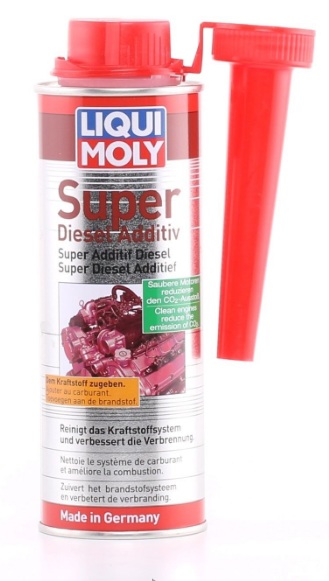 LIQUI
MOLY
Super
Diesel Additiv
Super Additif Diesel
Super Diesel Additief
Saubere Motoren
reduzieren
den CO₂-Ausstoß
Clean engines
reduce the
emission of CO₂
Dem Kraftstoff zugeben.
Ajouter au carburant.
Toevoegen aan de brandstof.
Reinigt das Kraftstoffsystem
und verbessert die Verbrennung.
Nettoie le système de carburant
et améliore la combustion.
Zuivert het brandstofsysteem
en verbetert de verbranding.
Made in Germany